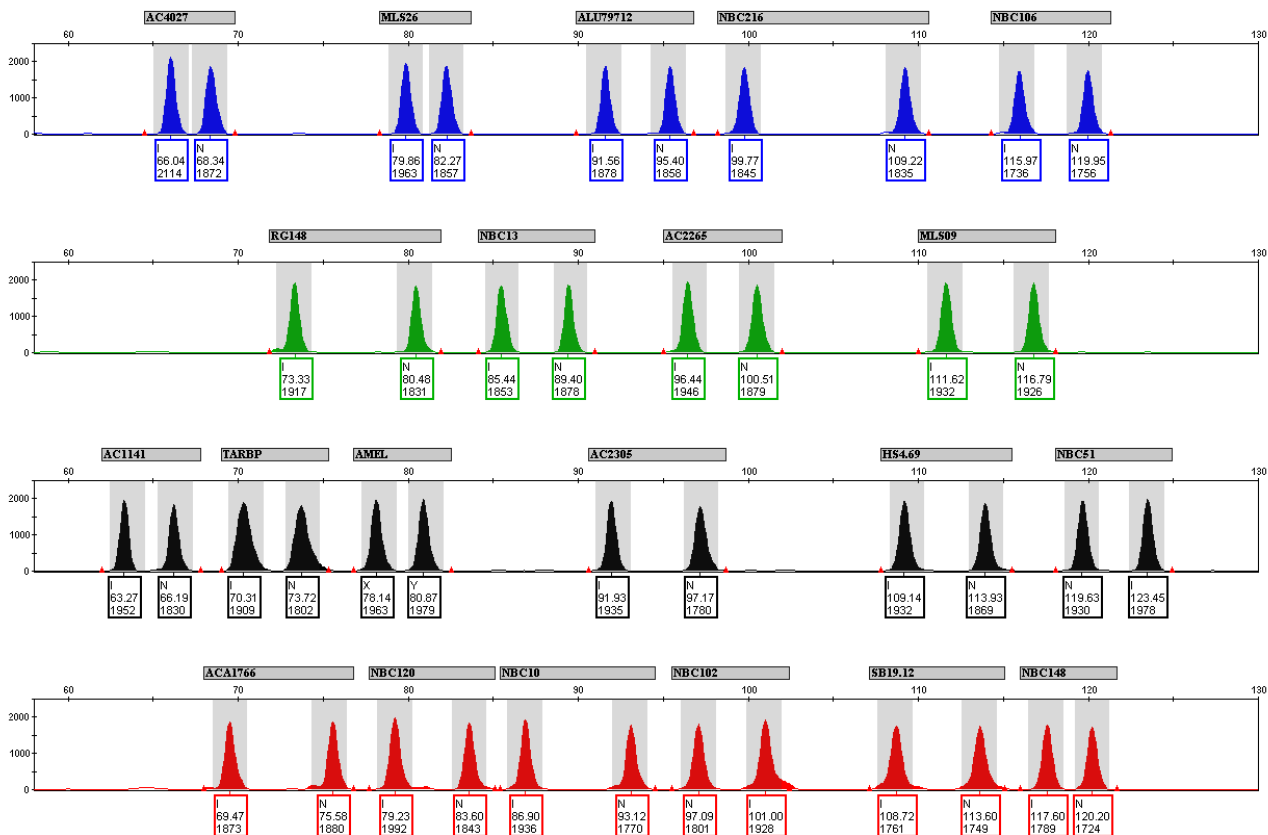 AC4027 MLS26 ALU79712 NBC216 NBC106
60 70 80 90 100 110 120 130
2000
1000
0
I N I N I N I N I N
66.04 68.34 79.86 82.27 91.56 95.40 99.77 109.22 115.97 119.95
2114 1872 1963 1857 1878 1858 1845 1835 1736 1756
RG148 NBC13 AC2265 MLS09
60 70 80 90 100 110 120 130
2000
1000
0
I N I N I N I N
73.33 80.48 85.44 89.40 96.44 100.51 111.62 116.79
1917 1831 1853 1878 1946 1879 1932 1926
AC1141 TARBP AMEL AC2305 HS4.69 NBC51
60 70 80 90 100 110 120 130
2000
1000
0
I N I N X Y I N I N N I
63.27 66.19 70.31 73.72 78.14 80.87 91.93 97.17 109.14 113.93 119.63 123.45
1952 1830 1909 1802 1963 1979 1935 1780 1932 1869 1930 1978
ACA1766 NBC120 NBC10 NBC102 SB19.12 NBC148
60 70 80 90 100 110 120 130
2000
1000
0
I N I N I N N I I N I N
69.47 75.58 79.23 83.60 86.90 93.12 97.09 101.00 108.72 113.60 117.60 120.20
1873 1880 1992 1843 1936 1770 1801 1928 1761 1749 1789 1724